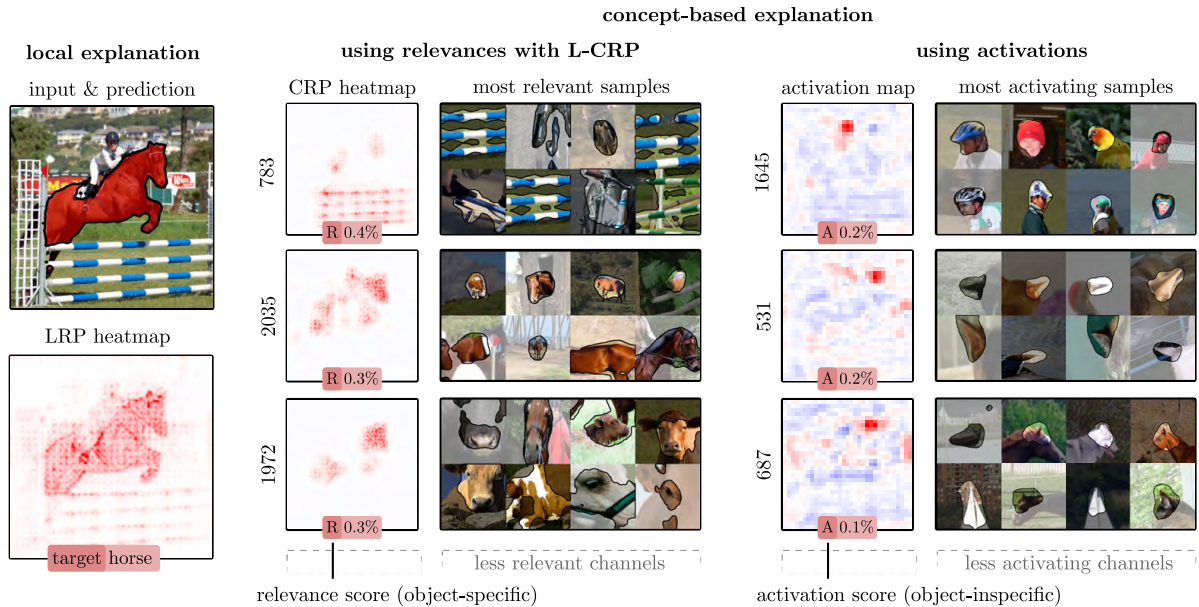 concept-based explanation
local explanation
using relevances with L-CRP
using activations
input & prediction
CRP heatmap
most relevant samples
activation map
most activating samples
783
R 0.4%
1645
A 0.2%
LRP heatmap
2035
R 0.3%
531
A 0.2%
1972
R 0.3%
687
A 0.1%
target horse
less relevant channels
less activating channels
relevance score (object-specific)
activation score (object-inspecific)